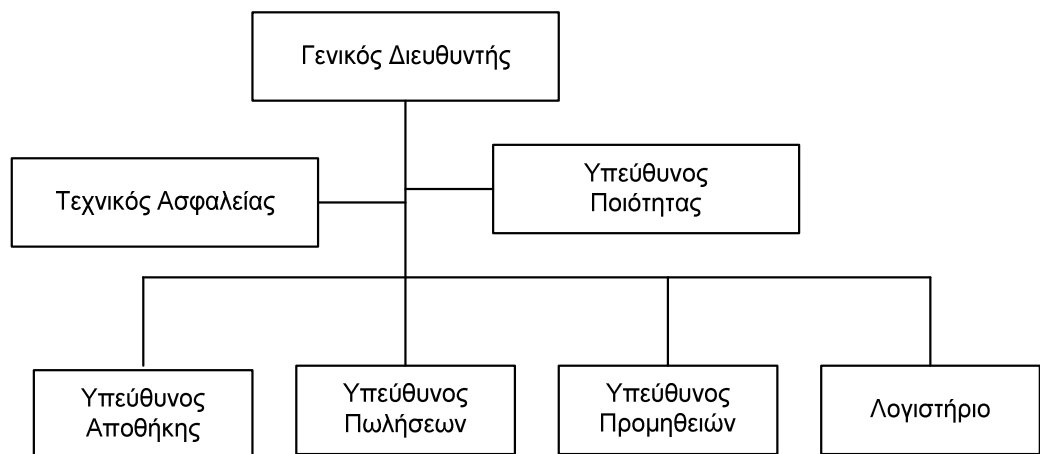 Γενικός Διευθυντής
Τεχνικός Ασφαλείας
Υπεύθυνος
Ποιότητας
Υπεύθυνος
Αποθήκης
Υπεύθυνος
Πωλήσεων
Υπεύθυνος
Προμηθειών
Λογιστήριο